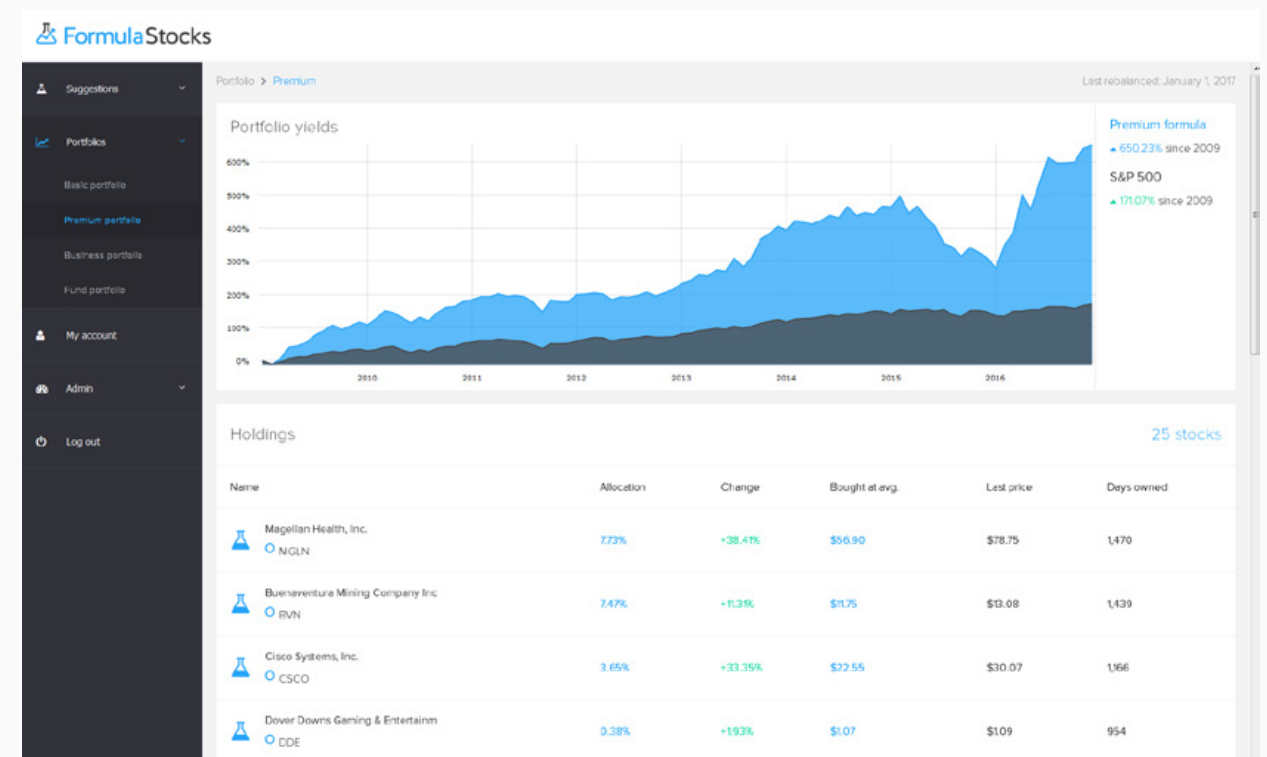 FormulaStocks
Suggestions
Portfolios
Basic portfolio
Premium portfolio
Business portfolio
Fund portfolio
My account
Admin
Log out
Portfolio > Premium
Last rebalanced: January 1, 2017
Portfolio yields
600%
500%
400%
300%
200%
100%
0%
2010 2011 2012 2013 2014 2015 2016
Premium formula
650.23% since 2009
S&P 500
171.07% since 2009
Holdings
25 stocks
Name Allocation Change Bought at avg. Last price Days owned
Magellan Health, Inc.
MGLN
7.73% +38.41% $56.90 $78.75 1,470
Buenaventura Mining Company Inc
BVN
7.47% +11.31% $11.75 $13.08 1,439
Cisco Systems, Inc.
CSCO
3.65% +33.35% $22.55 $30.07 1,166
Dover Downs Gaming & Entertainm
DDE
0.38% +1.93% $1.07 $1.09 954